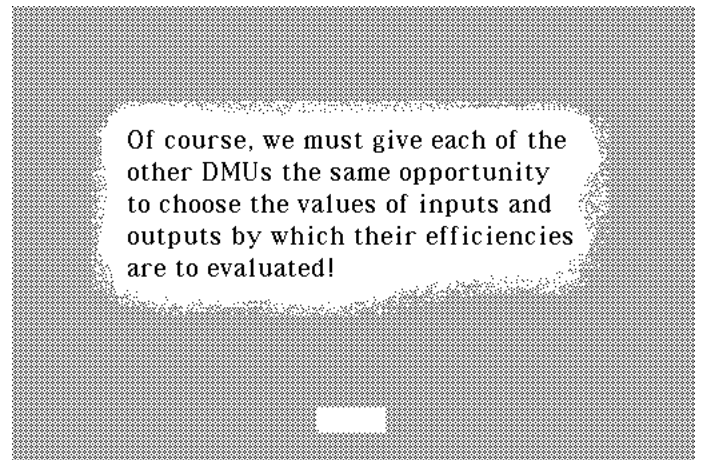 Of course, we must give each of the
other DMUs the same opportunity
to choose the values of inputs and
outputs by which their efficiencies
are to evaluated!